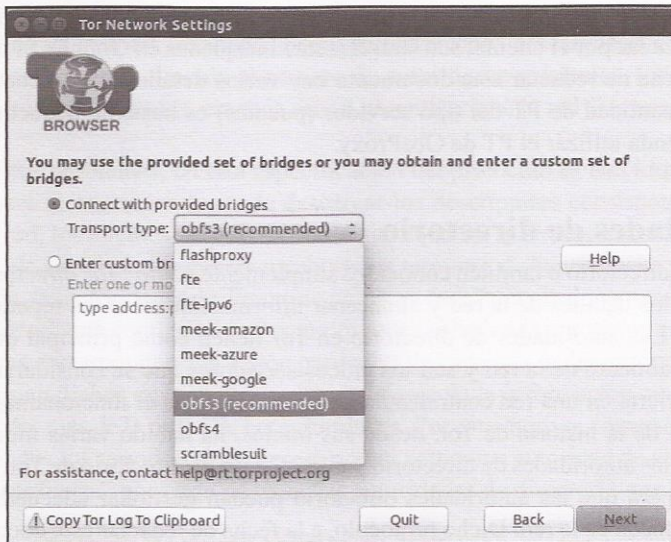 Tor Network Settings
Tor
BROWSER
You may use the provided set of bridges or you may obtain and enter a custom set of
bridges.
Connect with provided bridges
Transport type: obfs3 (recommended)
flashproxy
Enter custom bri
Help
Enter one or mo
fte
type address:p
fte-ipv6
meek-amazon
meek-azure
meek-google
obfs3 (recommended)
obfs4
scramblesuit
For assistance, contact help@rt.torproject.org
Copy Tor Log To Clipboard
Quit
Back
Next